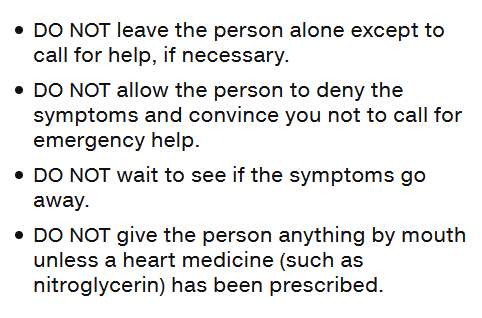 • DO NOT leave the person alone except to
call for help, if necessary.
• DO NOT allow the person to deny the
symptoms and convince you not to call for
emergency help.
• DO NOT wait to see if the symptoms go
away.
• DO NOT give the person anything by mouth
unless a heart medicine (such as
nitroglycerin) has been prescribed.